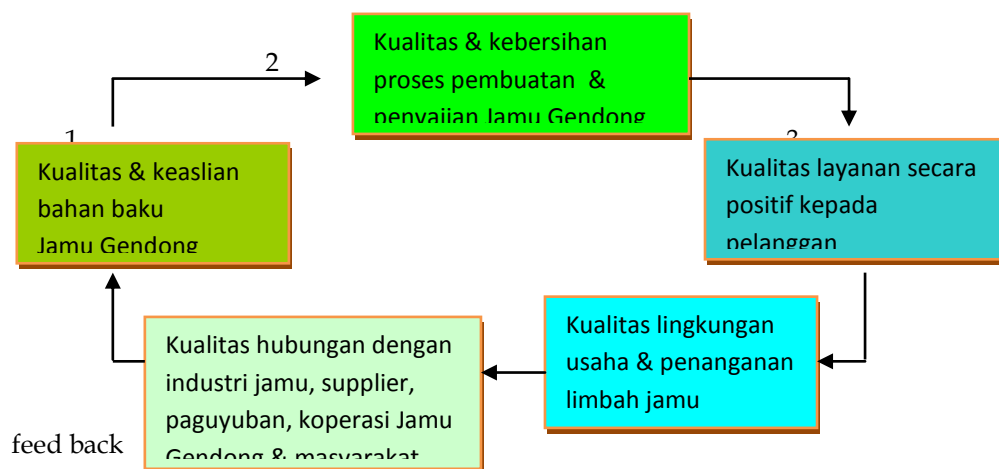 2
Kualitas & kebersihan
proses pembuatan &
penyajian Jamu Gendong
1
Kualitas & keaslian
bahan baku
Jamu Gendong
3
Kualitas layanan secara
positif kepada
pelanggan
Kualitas lingkungan
usaha & penanganan
limbah jamu
Kualitas hubungan dengan
industri jamu, supplier,
paguyuban, koperasi Jamu
Gendong & masyarakat
feed back